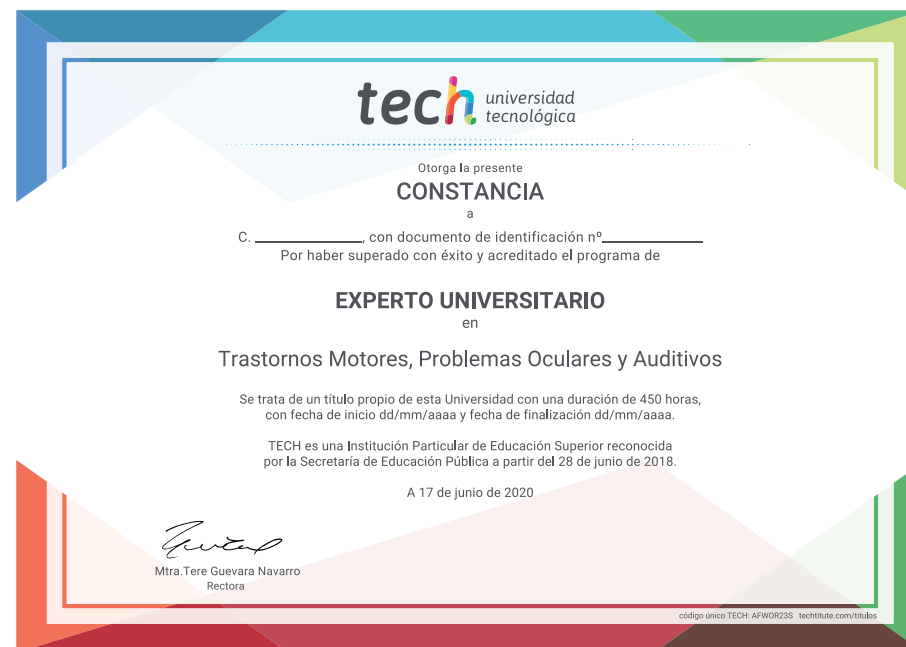 tech universidad
tecnológica
Otorga la presente
CONSTANCIA
a
C. ____________, con documento de identificación nº____________
Por haber superado con éxito y acreditado el programa de
EXPERTO UNIVERSITARIO
en
Trastornos Motores, Problemas Oculares y Auditivos
Se trata de un título propio de esta Universidad con una duración de 450 horas,
con fecha de inicio dd/mm/aaaa y fecha de finalización dd/mm/aaaa.
TECH es una Institución Particular de Educación Superior reconocida
por la Secretaría de Educación Pública a partir del 28 de junio de 2018.
A 17 de junio de 2020
Mtra.Tere Guevara Navarro
Rectora
código único TECH: AFWOR23S techtitute.com/titulos